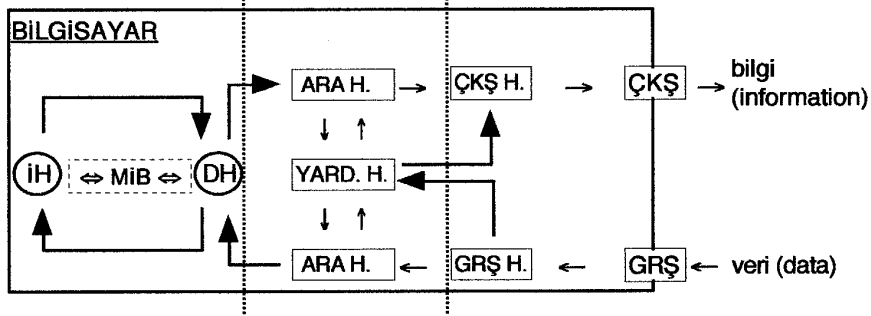 BİLGİSAYAR
ARA H. → ÇKŞ H. → ÇKŞ → bilgi
(information)
↓ ↑
İH ⇔ MİB ⇔ DH YARD. H.
↓ ↑
ARA H. ← GRŞ H. ← GRŞ ← veri (data)